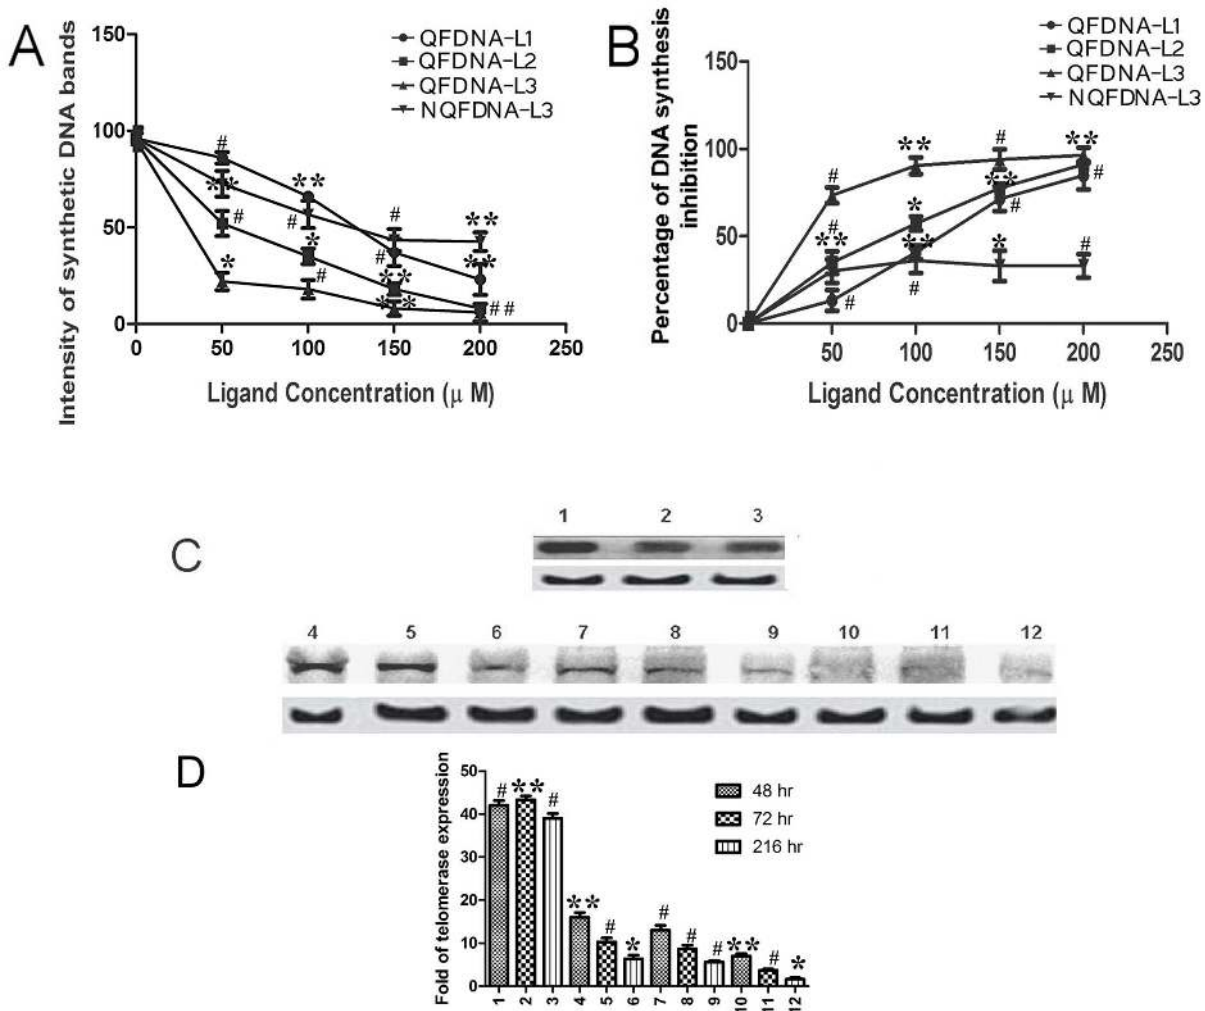 A
150
100
50
0
0 50 100 150 200 250
Intensity of synthetic DNA bands
Ligand Concentration (μ M)
QFDNA-L1
QFDNA-L2
QFDNA-L3
NQFDNA-L3
#
**
#
**
#
*
#
*
#
#
#
**
***
**
**
##
B
150
100
50
0
50 100 150 200 250
Percentage of DNA synthesis
inhibition
Ligand Concentration (μ M)
QFDNA-L1
QFDNA-L2
QFDNA-L3
NQFDNA-L3
#
#
**
#
**
*
**
#
#
**
#
*
**
#
#
C
1 2 3
4 5 6 7 8 9 10 11 12
D
50
40
30
20
10
0
Fold of telomerase expression
# ** #
** # *
# # #
** # *
48 hr
72 hr
216 hr
1 2 3 4 5 6 7 8 9 10 11 12